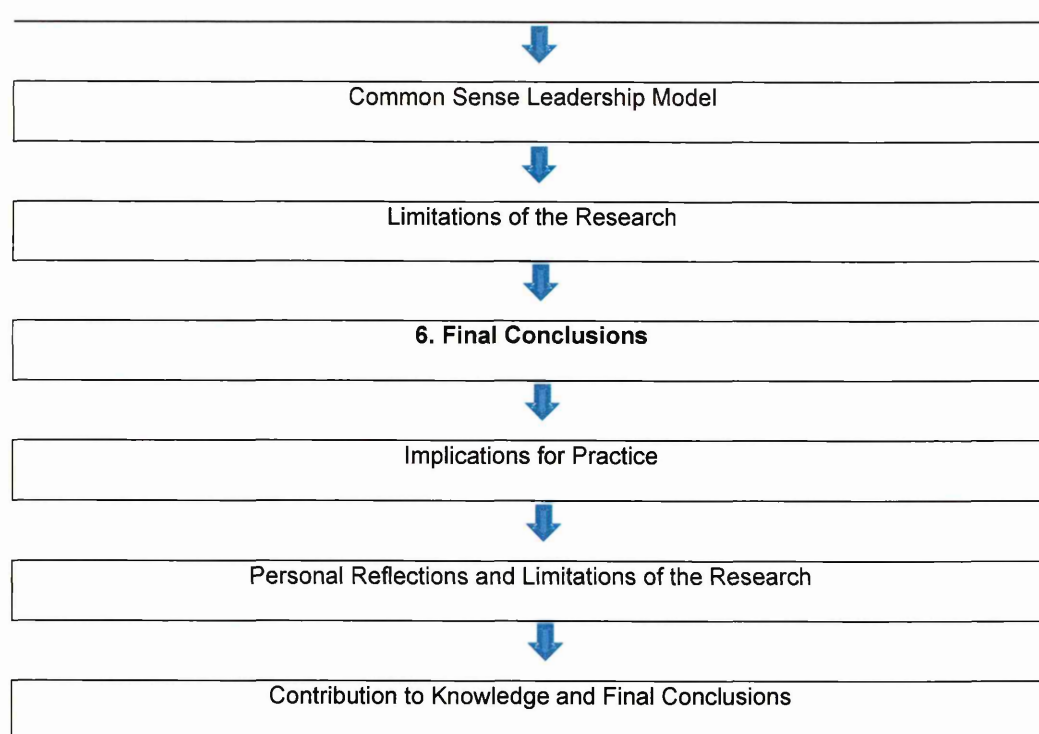 Common Sense Leadership Model
Limitations of the Research
6. Final Conclusions
Implications for Practice
Personal Reflections and Limitations of the Research
Contribution to Knowledge and Final Conclusions